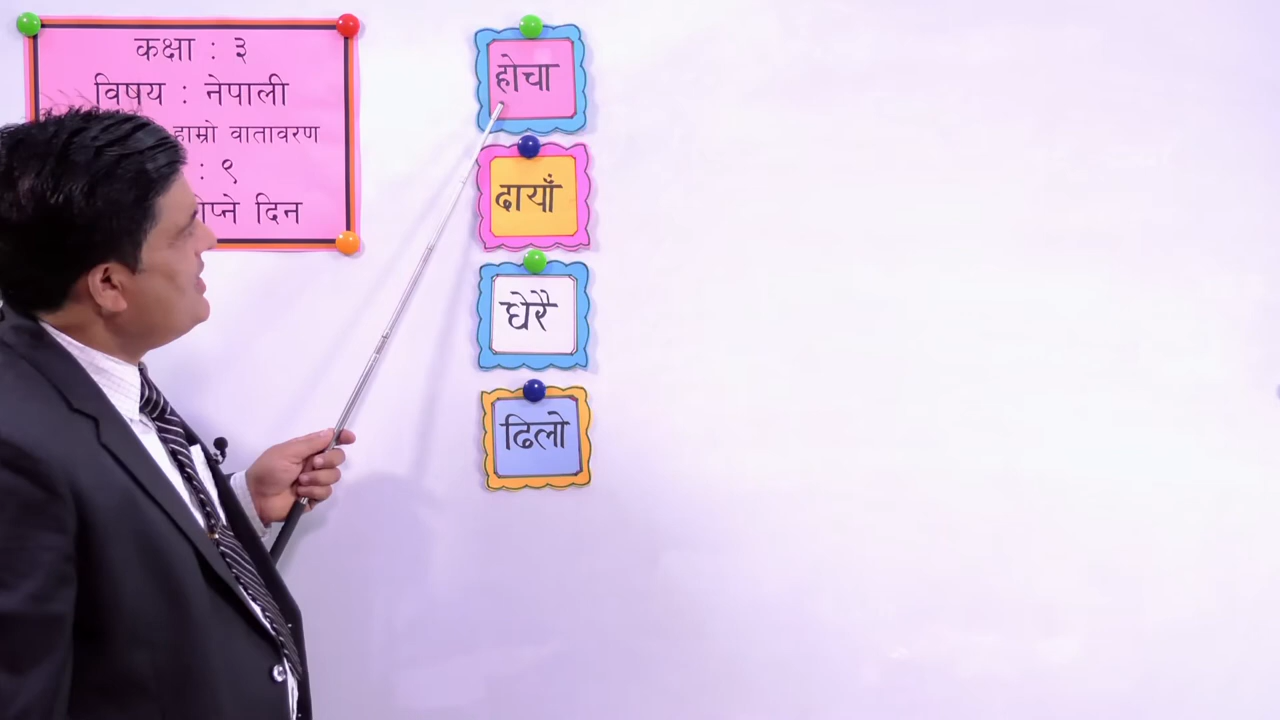 कक्षा : ३
विषय : नेपाली
हाम्रो वातावरण
: ९
दिन
होचा
दायाँ
धेरै
ढिलो